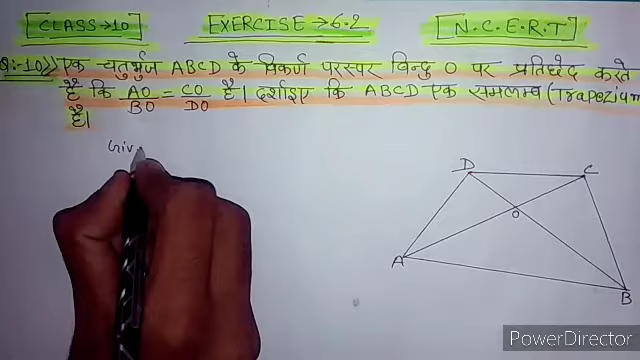 [CLASS→10] EXERCISE→6.2 [N.C.E.R.T]
Q:-10》 एक चतुर्भुज ABCD के विकर्ण परस्पर बिन्दु O पर प्रतिछेद करते
है कि AO/BO = CO/DO है। दर्शाइए कि ABCD एक समलम्ब (Trapezium
है।
Giv
D C
O
A
B
PowerDirector